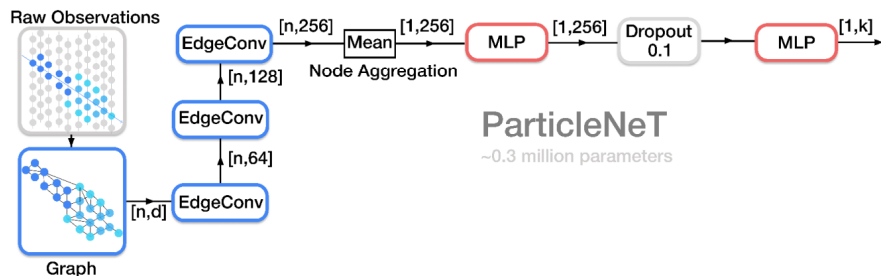 Raw Observations
Graph
[n,d]
EdgeConv
[n,64]
EdgeConv
[n,128]
EdgeConv
[n,256]
Mean
Node Aggregation
[1,256]
MLP
[1,256]
Dropout
0.1
MLP
[1,k]
ParticleNeT
~0.3 million parameters